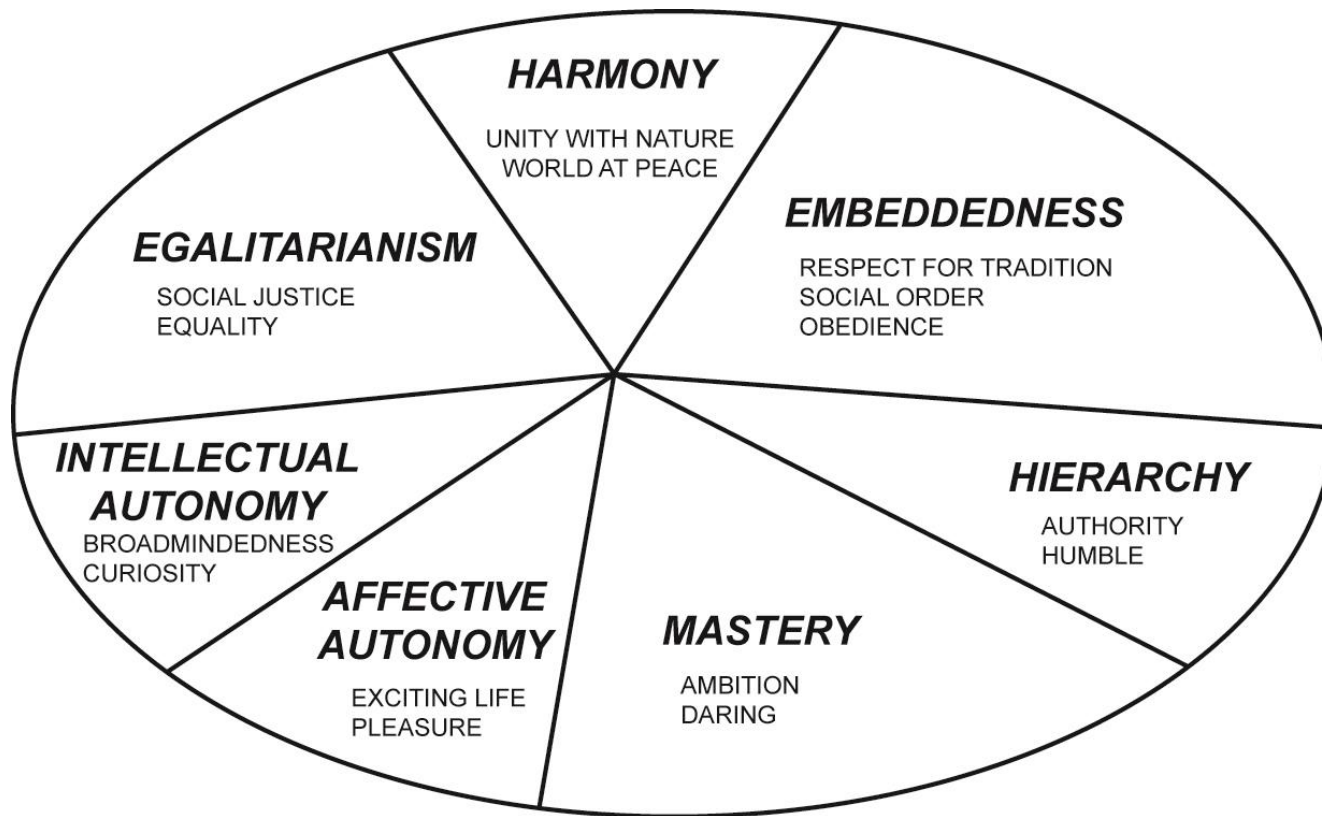 HARMONY
UNITY WITH NATURE
WORLD AT PEACE
EMBEDDEDNESS
RESPECT FOR TRADITION
SOCIAL ORDER
OBEDIENCE
EGALITARIANISM
SOCIAL JUSTICE
EQUALITY
INTELLECTUAL
AUTONOMY
BROADMINDEDNESS
CURIOSITY
HIERARCHY
AUTHORITY
HUMBLE
AFFECTIVE
AUTONOMY
EXCITING LIFE
PLEASURE
MASTERY
AMBITION
DARING